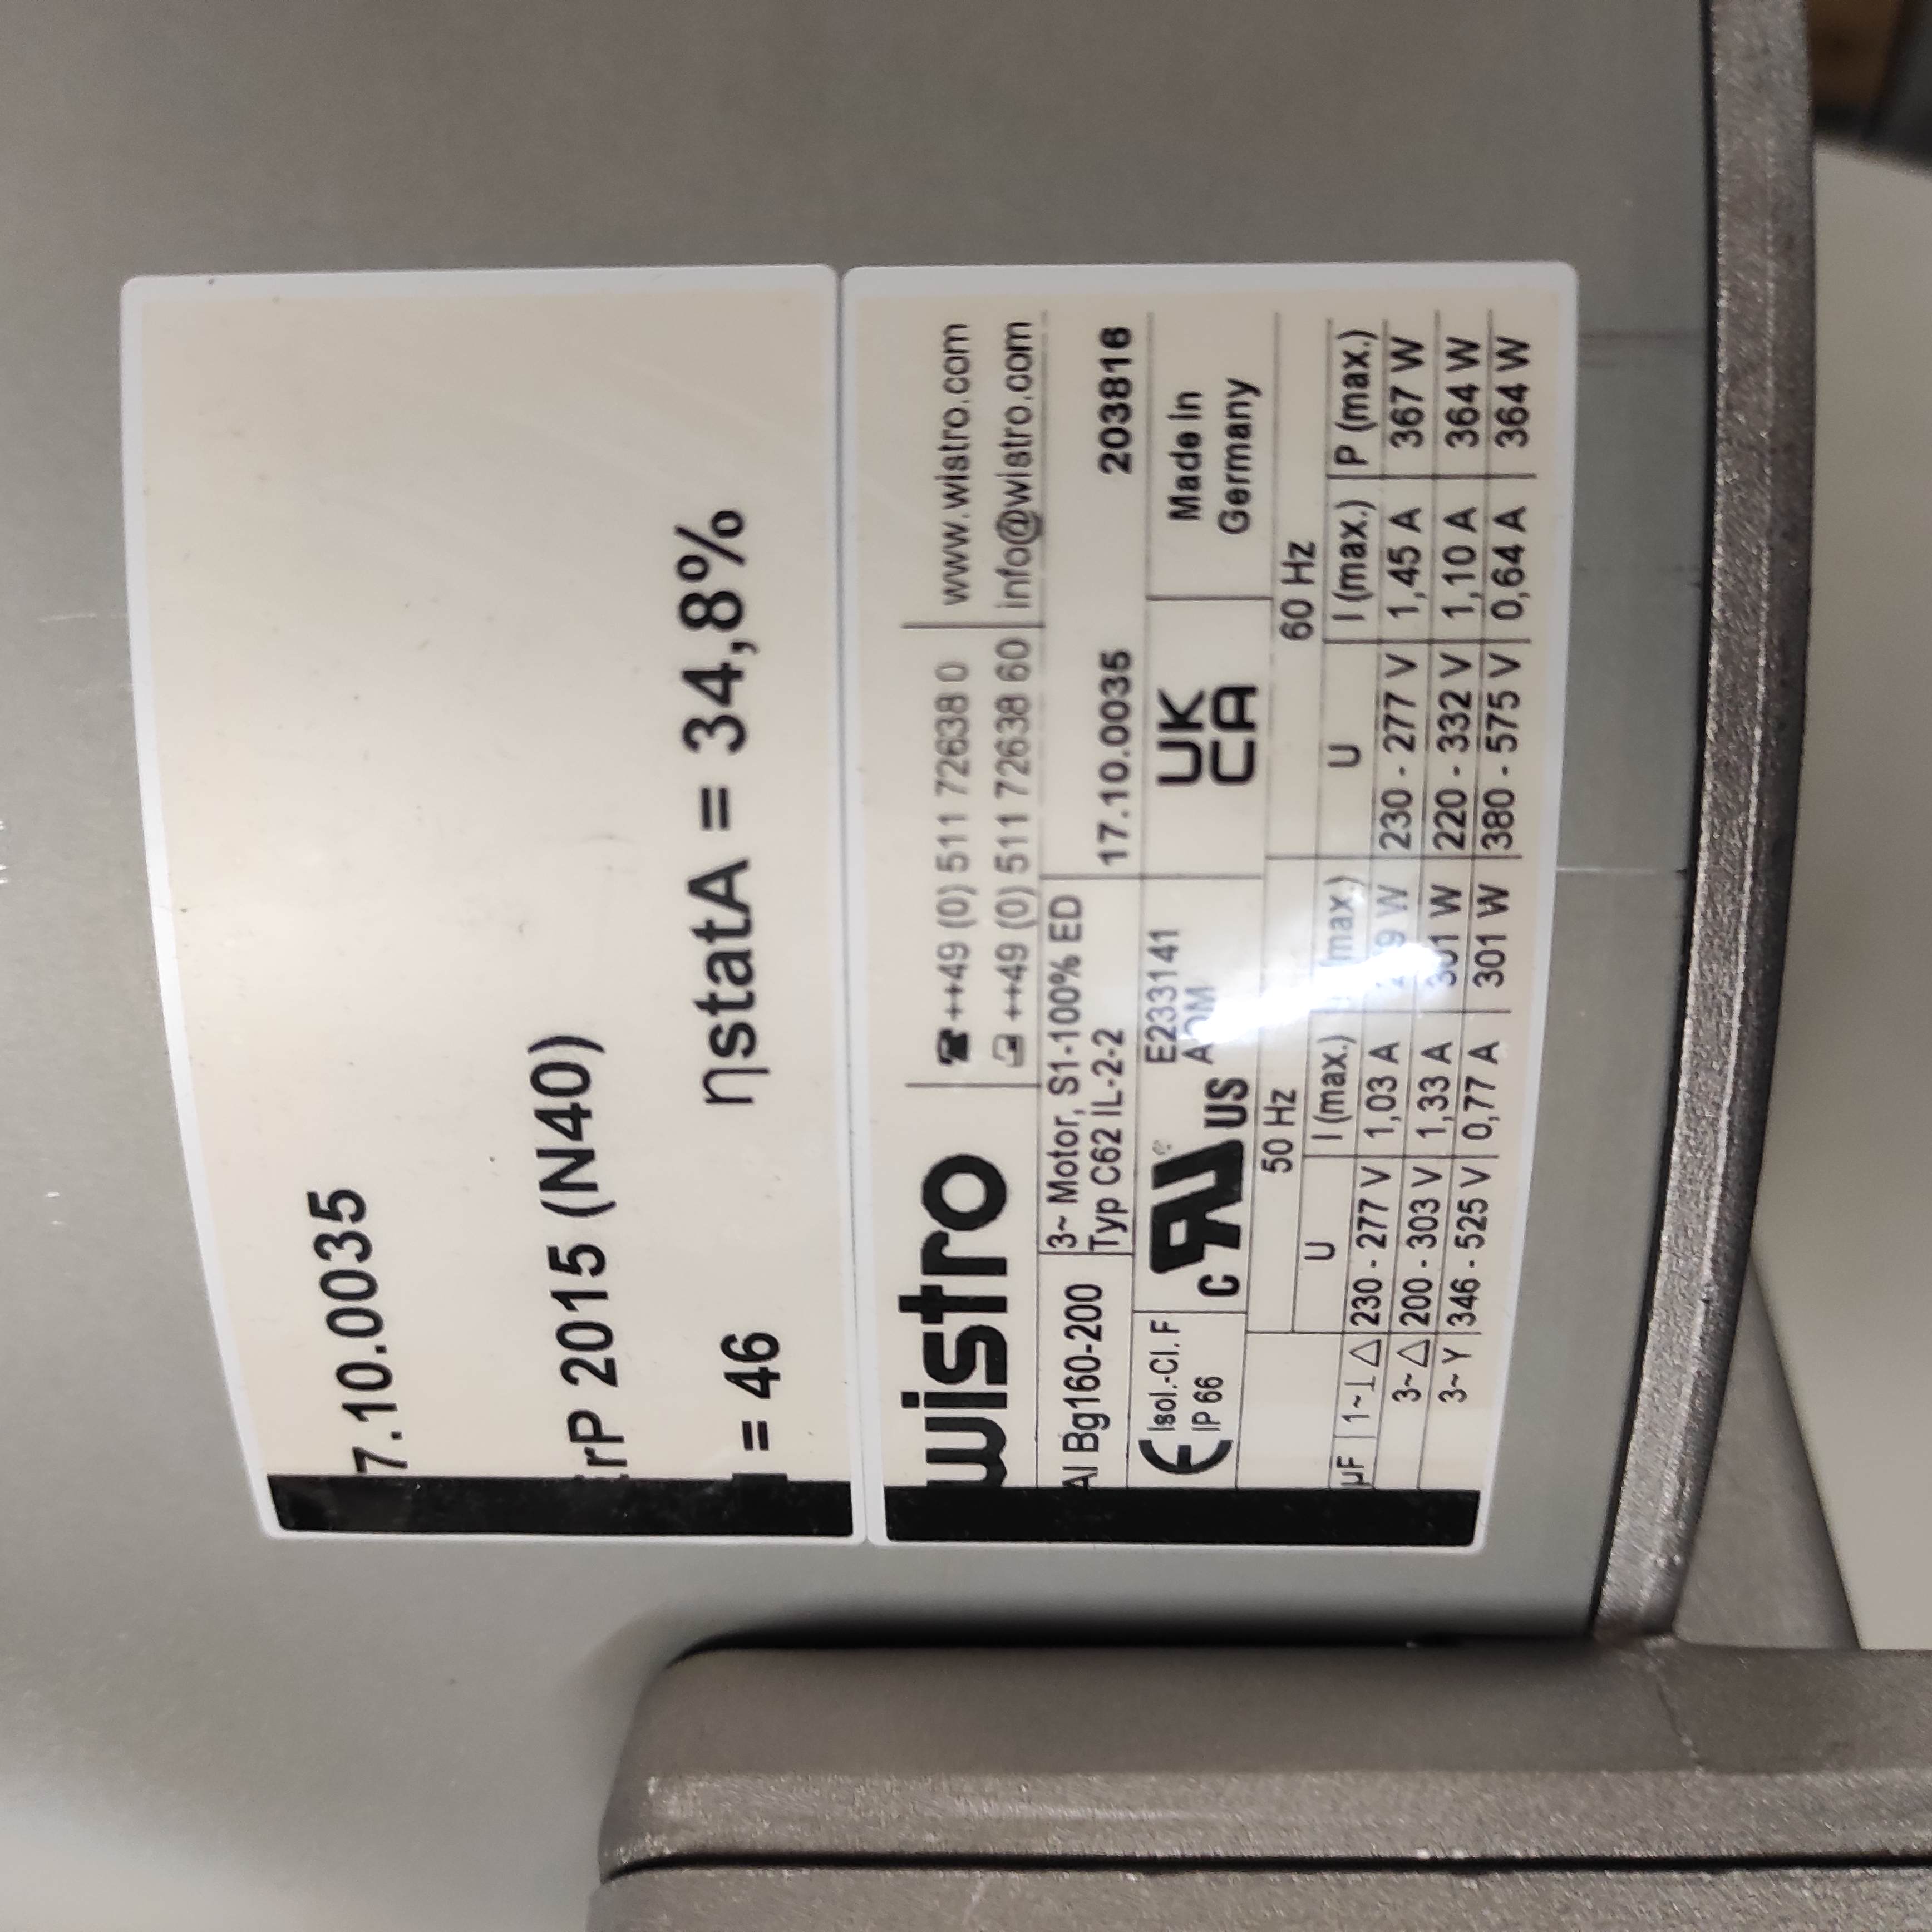 7.10.0035
rP 2015 (N40)
= 46 ηstatA = 34,8%
wistro ☎++49 (0) 511 72638 0 www.wistro.com
++49 (0) 511 72638 60 info@wistro.com
Al Bg160-200 3~ Motor, S1-100% ED
Typ C62 IL-2-2 17.10.0035 203816
CE Isol.-Cl. F
IP 66
c RU ® US E233141
UK
CA
Made in
Germany
50 Hz 60 Hz
U I (max.) (max.) U I (max.) P (max.)
µF 1~⊥ △ 230 - 277 V 1,03 A W 230 - 277 V 1,45 A 367 W
3~ △ 200 - 303 V 1,33 A 301 W 220 - 332 V 1,10 A 364 W
3~ Y 346 - 525 V 0,77 A 301 W 380 - 575 V 0,64 A 364 W